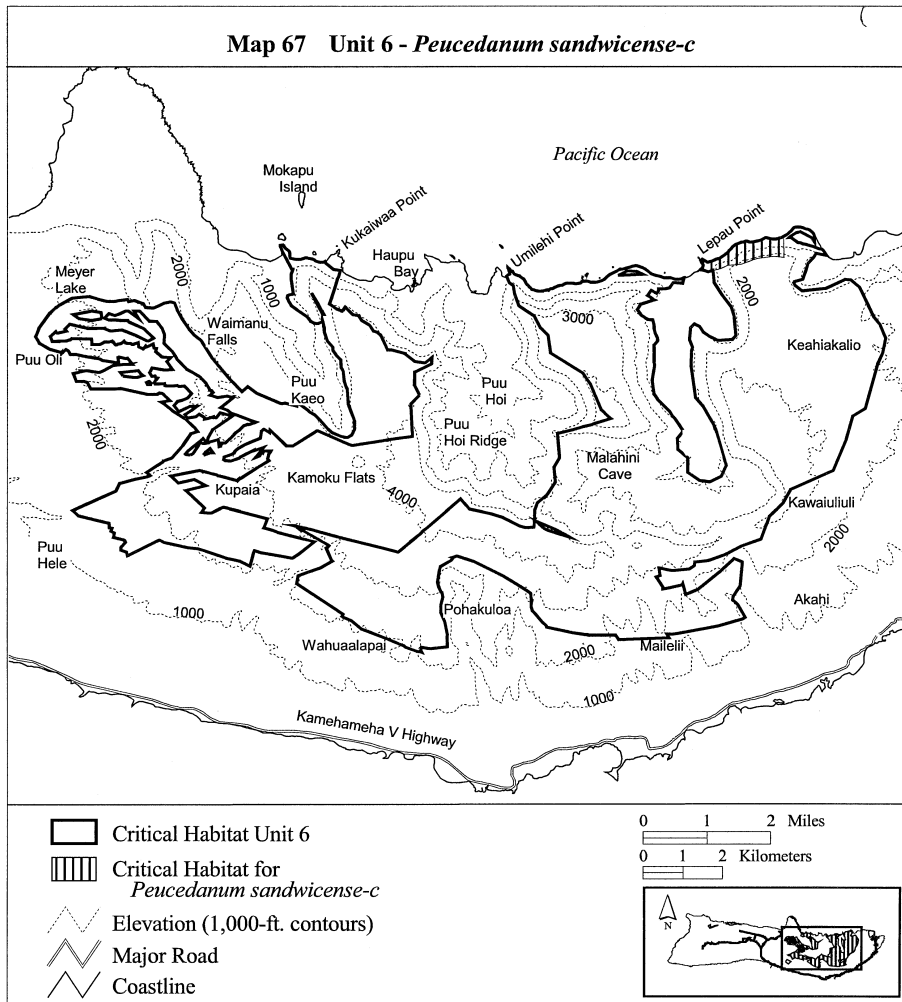 Map 67 Unit 6 - Peucedanum sandwicense-c
Pacific Ocean
Mokapu
Island
Kukaiwaa Point
Haupu
Bay
Umilehi Point
Lepau Point
Meyer
Lake
2000
1000
Waimanu
Falls
3000
2000
Keahiakalio
Puu Oli
Puu
Kaeo
Puu
Hoi
Puu
Hoi Ridge
2000
Malahini
Cave
Kupaia
Kamoku Flats
4000
Kawaiuliuli
2000
Puu
Hele
1000
Pohakuloa
Akahi
Wahuaalapai
2000
Mailelii
1000
Kamehameha V Highway
Critical Habitat Unit 6
Critical Habitat for
Peucedanum sandwicense-c
Elevation (1,000-ft. contours)
Major Road
Coastline
0 1 2 Miles
0 1 2 Kilometers
N